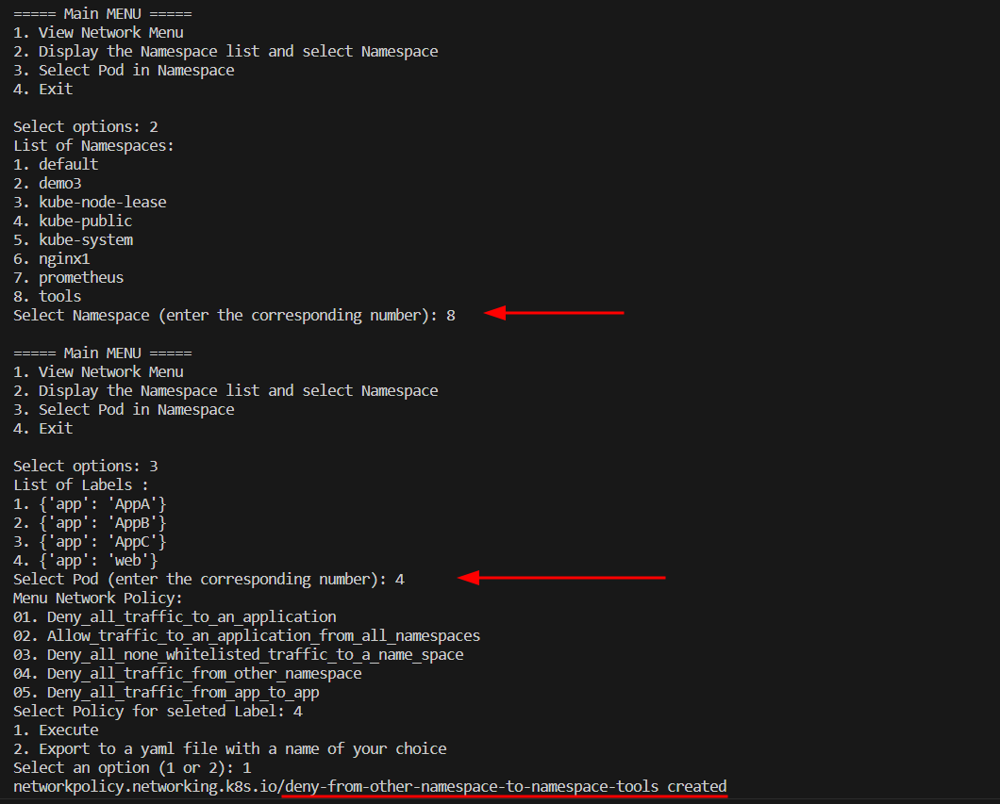 ===== Main MENU =====
1. View Network Menu
2. Display the Namespace list and select Namespace
3. Select Pod in Namespace
4. Exit
Select options: 2
List of Namespaces:
1. default
2. demo3
3. kube-node-lease
4. kube-public
5. kube-system
6. nginx1
7. prometheus
8. tools
Select Namespace (enter the corresponding number): 8
===== Main MENU =====
1. View Network Menu
2. Display the Namespace list and select Namespace
3. Select Pod in Namespace
4. Exit
Select options: 3
List of Labels :
1. {'app': 'AppA'}
2. {'app': 'AppB'}
3. {'app': 'AppC'}
4. {'app': 'web'}
Select Pod (enter the corresponding number): 4
Menu Network Policy:
01. Deny_all_traffic_to_an_application
02. Allow_traffic_to_an_application_from_all_namespaces
03. Deny_all_none_whitelisted_traffic_to_a_name_space
04. Deny_all_traffic_from_other_namespace
05. Deny_all_traffic_from_app_to_app
Select Policy for seleted Label: 4
1. Execute
2. Export to a yaml file with a name of your choice
Select an option (1 or 2): 1
networkpolicy.networking.k8s.io/deny-from-other-namespace-to-namespace-tools created